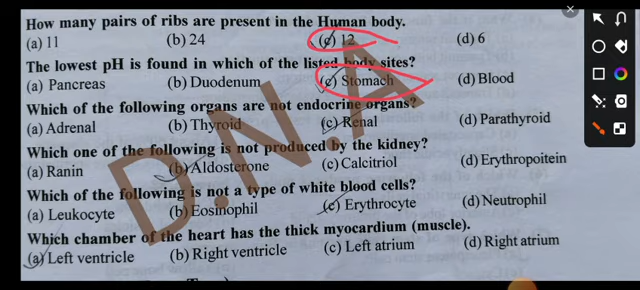 How many pairs of ribs are present in the Human body.
(a) 11 (b) 24 (c) 12 (d) 6
The lowest pH is found in which of the listed body sites?
(a) Pancreas (b) Duodenum (c) Stomach (d) Blood
Which of the following organs are not endocrine organs?
(a) Adrenal (b) Thyroid (c) Renal (d) Parathyroid
Which one of the following is not produced by the kidney?
(a) Ranin (b) Aldosterone (c) Calcitriol (d) Erythropoitein
Which of the following is not a type of white blood cells?
(a) Leukocyte (b) Eosinophil (c) Erythrocyte (d) Neutrophil
Which chamber of the heart has the thick myocardium (muscle).
(a) Left ventricle (b) Right ventricle (c) Left atrium (d) Right atrium
D.N.A